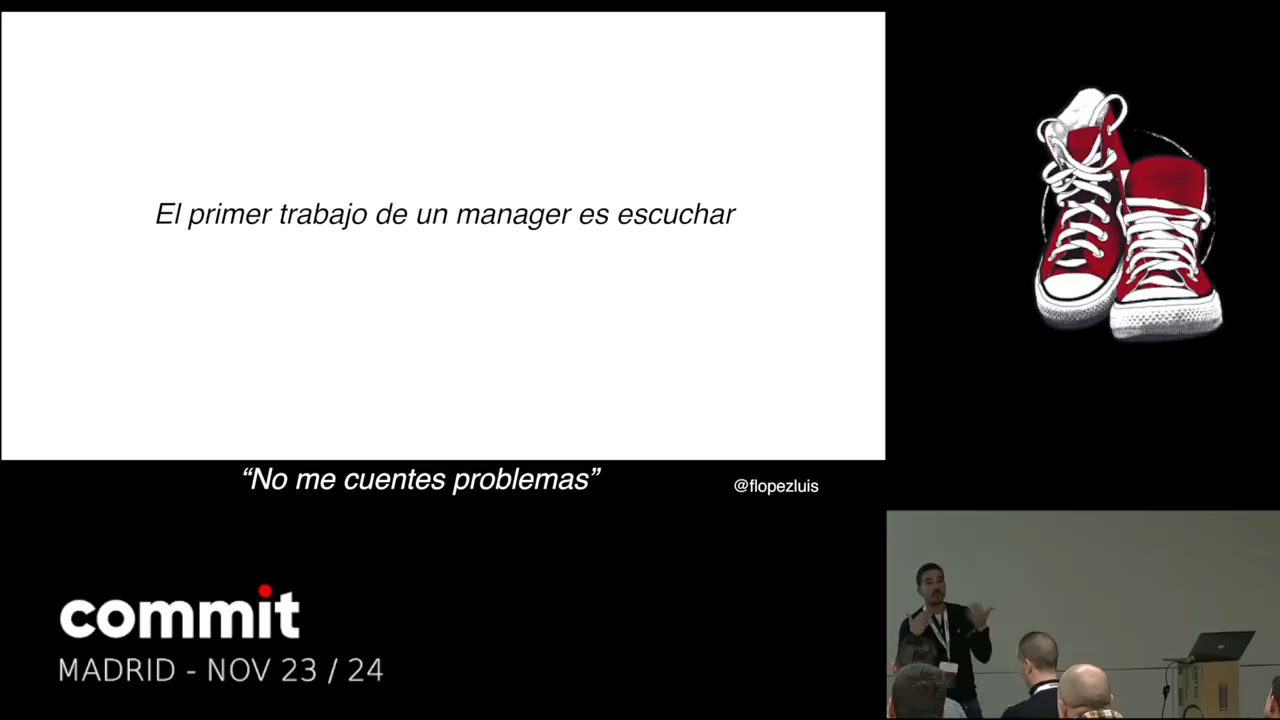 El primer trabajo de un manager es escuchar
“No me cuentes problemas”
@flopezluis
commit
MADRID - NOV 23 / 24